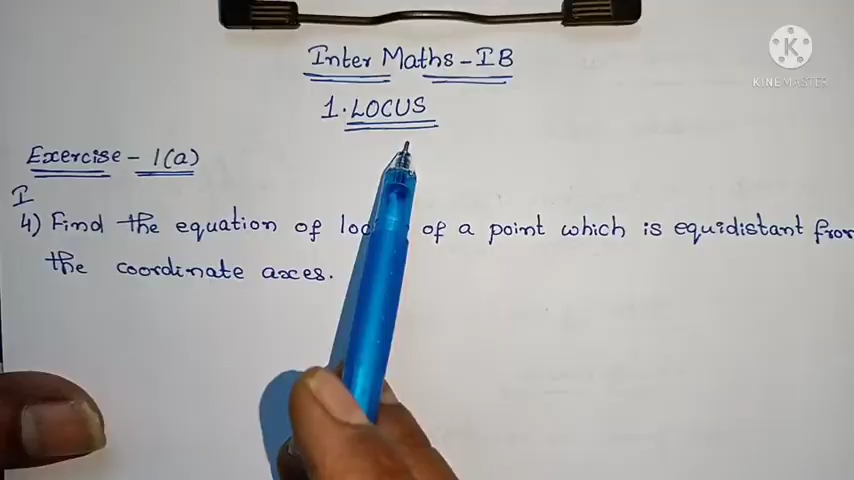 Inter Maths - I B
K
KINEMASTER
1. LOCUS
Exercise - 1(a)
I
4) Find the equation of of a point which is equidistant
the coordinate axes.